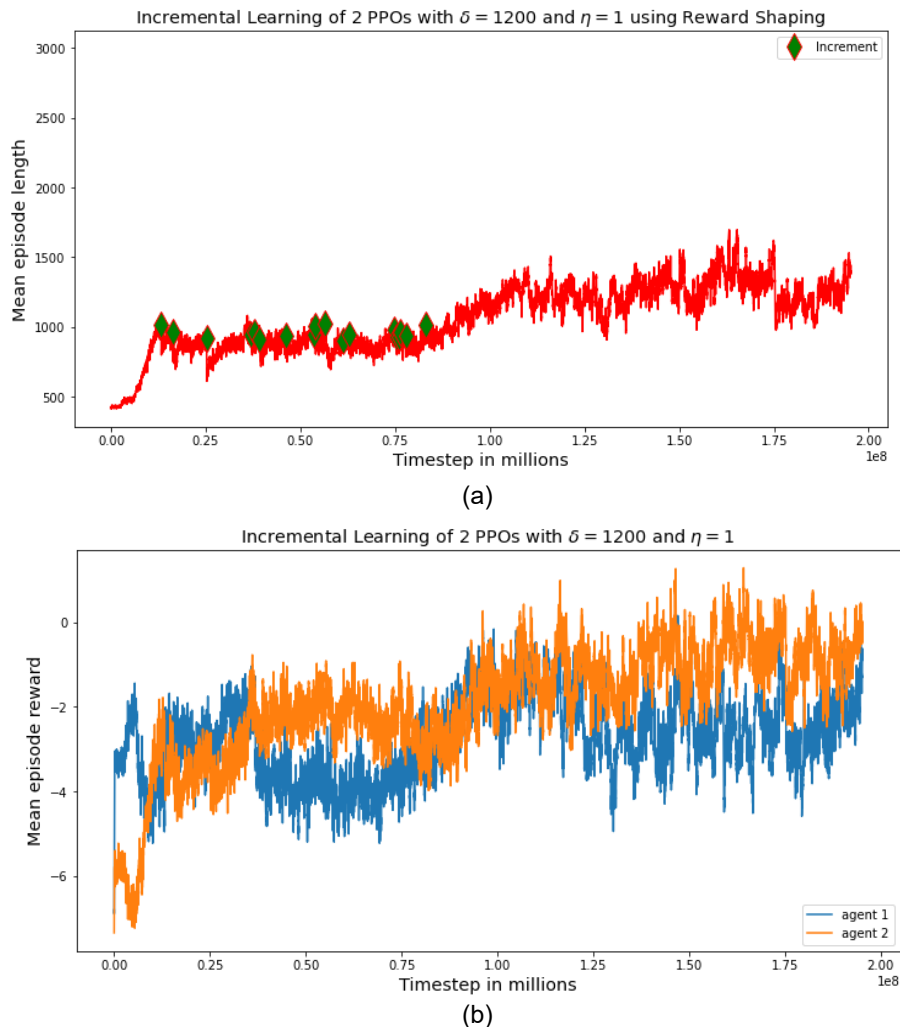 Incremental Learning of 2 PPOs with δ = 1200 and η = 1 using Reward Shaping
Increment
3000
2500
2000
1500
1000
500
Mean episode length
0.00 0.25 0.50 0.75 1.00 1.25 1.50 1.75 2.00
1e8
Timestep in millions
(a)
Incremental Learning of 2 PPOs with δ = 1200 and η = 1
0
−2
−4
−6
Mean episode reward
agent 1
agent 2
0.00 0.25 0.50 0.75 1.00 1.25 1.50 1.75 2.00
1e8
Timestep in millions
(b)